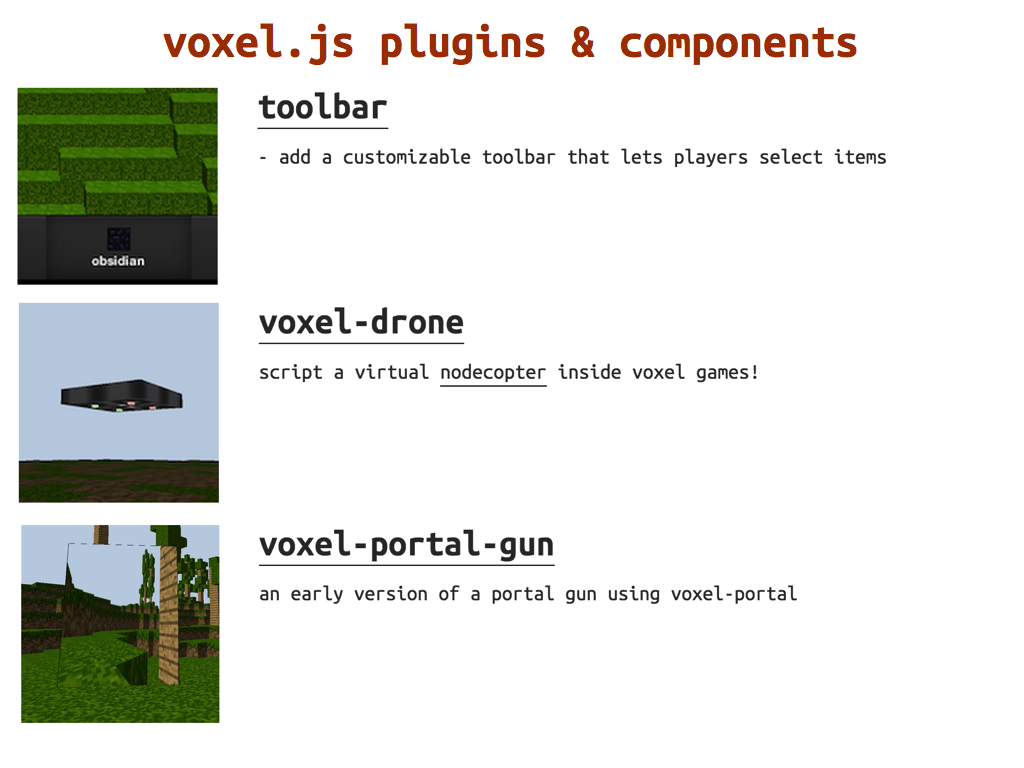 voxel.js plugins & components
toolbar
- add a customizable toolbar that lets players select items
obsidian
voxel-drone
script a virtual nodecopter inside voxel games!
voxel-portal-gun
an early version of a portal gun using voxel-portal